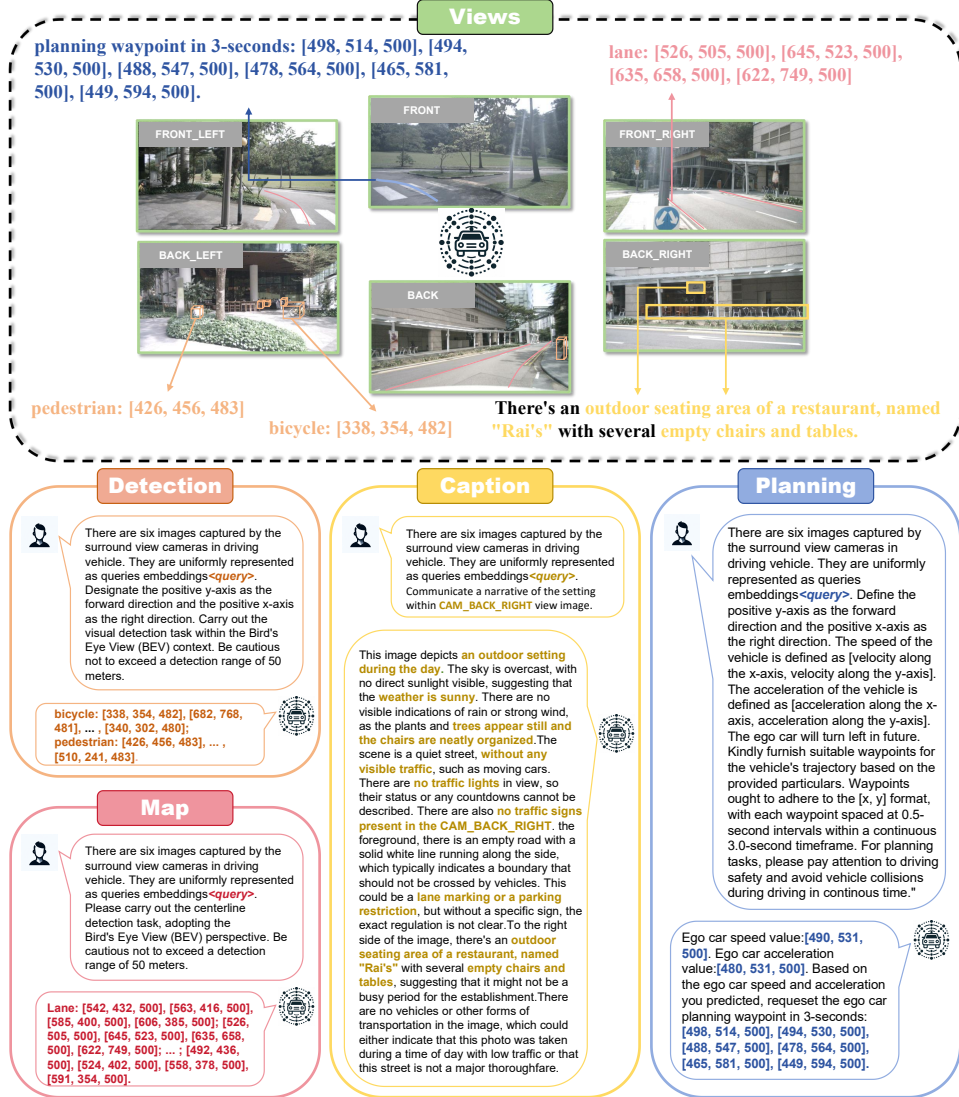 Views
planning waypoint in 3-seconds: [498, 514, 500], [494,
530, 500], [488, 547, 500], [478, 564, 500], [465, 581,
500], [449, 594, 500].
lane: [526, 505, 500], [645, 523, 500],
[635, 658, 500], [622, 749, 500]
FRONT_LEFT
FRONT
FRONT_RIGHT
BACK_LEFT
BACK
BACK_RIGHT
pedestrian: [426, 456, 483]
bicycle: [338, 354, 482]
There's an outdoor seating area of a restaurant, named
"Rai's" with several empty chairs and tables.
Detection
There are six images captured by the
surround view cameras in driving
vehicle. They are uniformly represented
as queries embeddings<query>.
Designate the positive y-axis as the
forward direction and the positive x-axis
as the right direction. Carry out the
visual detection task within the Bird's
Eye View (BEV) context. Be cautious
not to exceed a detection range of 50
meters.
bicycle: [338, 354, 482], [682, 768,
481], ... , [340, 302, 480];
pedestrian: [426, 456, 483], ... ,
[510, 241, 483].
Map
There are six images captured by the
surround view cameras in driving
vehicle. They are uniformly represented
as queries embeddings<query>.
Please carry out the centerline
detection task, adopting the
Bird's Eye View (BEV) perspective. Be
cautious not to exceed a detection
range of 50 meters.
Lane: [542, 432, 500], [563, 416, 500],
[585, 400, 500], [606, 385, 500]; [526,
505, 500], [645, 523, 500], [635, 658,
500], [622, 749, 500]; ... ; [492, 436,
500], [524, 402, 500], [558, 378, 500],
[591, 354, 500].
Caption
There are six images captured by the
surround view cameras in driving
vehicle. They are uniformly represented
as queries embeddings<query>.
Communicate a narrative of the setting
within CAM_BACK_RIGHT view image.
This image depicts an outdoor setting
during the day. The sky is overcast, with
no direct sunlight visible, suggesting that
the weather is sunny. There are no
visible indications of rain or strong wind,
as the plants and trees appear still and
the chairs are neatly organized.The
scene is a quiet street, without any
visible traffic, such as moving cars.
There are no traffic lights in view, so
their status or any countdowns cannot be
described. There are also no traffic signs
present in the CAM_BACK_RIGHT. the
foreground, there is an empty road with a
solid white line running along the side,
which typically indicates a boundary that
should not be crossed by vehicles. This
could be a lane marking or a parking
restriction, but without a specific sign, the
exact regulation is not clear.To the right
side of the image, there's an outdoor
seating area of a restaurant, named
"Rai's" with several empty chairs and
tables, suggesting that it might not be a
busy period for the establishment.There
are no vehicles or other forms of
transportation in the image, which could
either indicate that this photo was taken
during a time of day with low traffic or that
this street is not a major thoroughfare.
Planning
There are six images captured by
the surround view cameras in
driving vehicle. They are uniformly
represented as queries
embeddings<query>. Define the
positive y-axis as the forward
direction and the positive x-axis as
the right direction. The speed of the
vehicle is defined as [velocity along
the x-axis, velocity along the y-axis].
The acceleration of the vehicle is
defined as [acceleration along the x-
axis, acceleration along the y-axis].
The ego car will turn left in future.
Kindly furnish suitable waypoints for
the vehicle's trajectory based on the
provided particulars. Waypoints
ought to adhere to the [x, y] format,
with each waypoint spaced at 0.5-
second intervals within a continuous
3.0-second timeframe. For planning
tasks, please pay attention to driving
safety and avoid vehicle collisions
during driving in continous time."
Ego car speed value:[490, 531,
500]. Ego car acceleration
value:[480, 531, 500]. Based on
the ego car speed and acceleration
you predicted, requeset the ego car
planning waypoint in 3-seconds:
[498, 514, 500], [494, 530, 500],
[488, 547, 500], [478, 564, 500],
[465, 581, 500], [449, 594, 500].